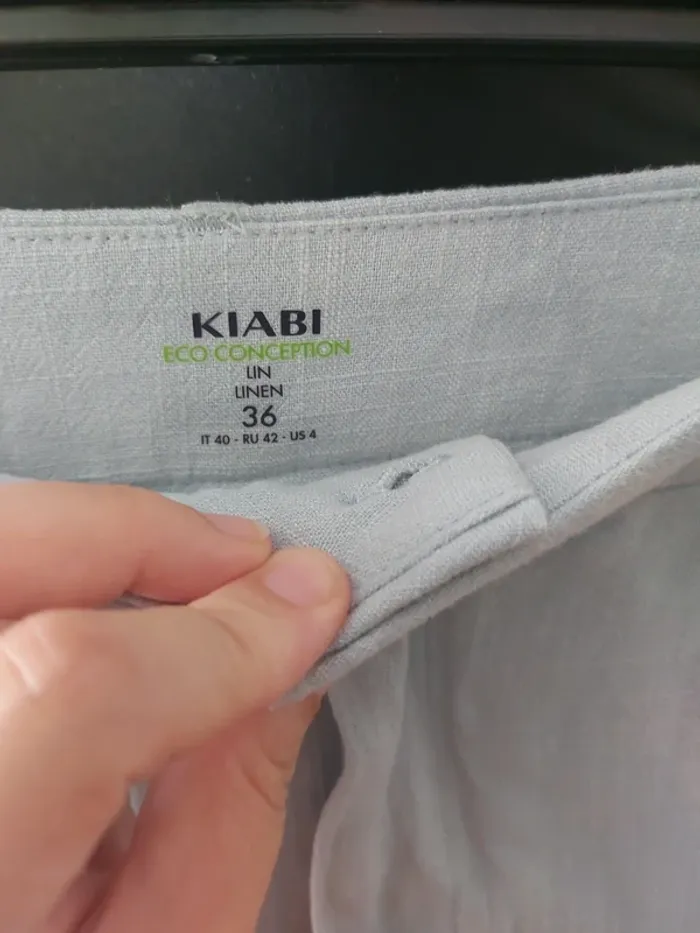 KIABI
ECO CONCEPTION
LIN
LINEN
36
IT 40 - RU 42 - US 4